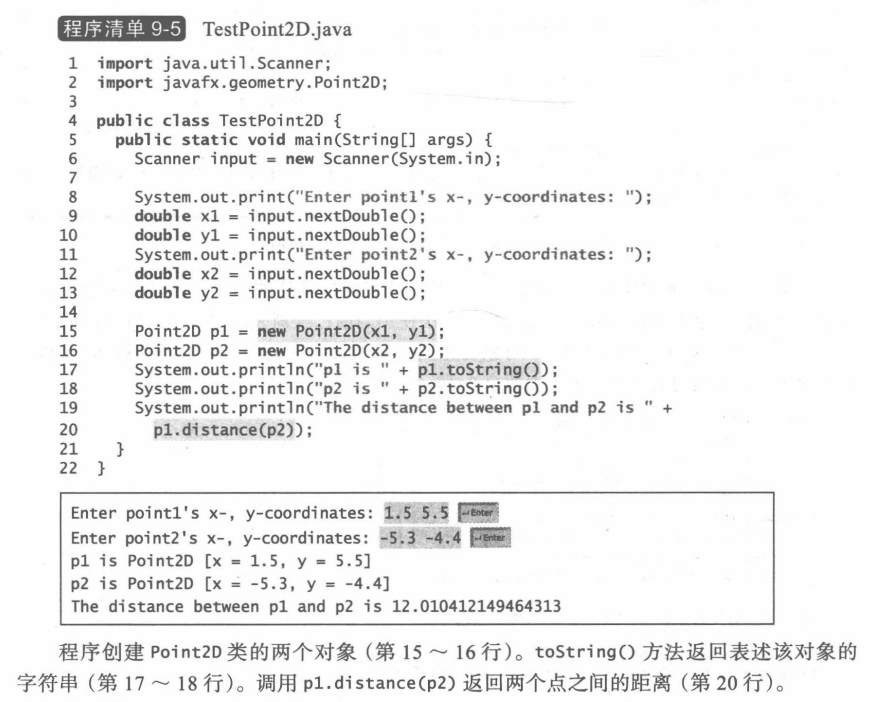 程序清单 9-5 TestPoint2D.java
1 import java.util.Scanner;
2 import javafx.geometry.Point2D;
3
4 public class TestPoint2D {
5   public static void main(String[] args) {
6     Scanner input = new Scanner(System.in);
7
8     System.out.print("Enter point1's x-, y-coordinates: ");
9     double x1 = input.nextDouble();
10     double y1 = input.nextDouble();
11     System.out.print("Enter point2's x-, y-coordinates: ");
12     double x2 = input.nextDouble();
13     double y2 = input.nextDouble();
14
15     Point2D p1 = new Point2D(x1, y1);
16     Point2D p2 = new Point2D(x2, y2);
17     System.out.println("p1 is " + p1.toString());
18     System.out.println("p2 is " + p2.toString());
19     System.out.println("The distance between p1 and p2 is " +
20       p1.distance(p2));
21   }
22 }
Enter point1's x-, y-coordinates: 1.5 5.5 ↵Enter
Enter point2's x-, y-coordinates: -5.3 -4.4 ↵Enter
p1 is Point2D [x = 1.5, y = 5.5]
p2 is Point2D [x = -5.3, y = -4.4]
The distance between p1 and p2 is 12.010412149464313
程序创建 Point2D 类的两个对象（第 15 ～ 16 行）。toString() 方法返回表述该对象的
字符串（第 17 ～ 18 行）。调用 p1.distance(p2) 返回两个点之间的距离（第 20 行）。